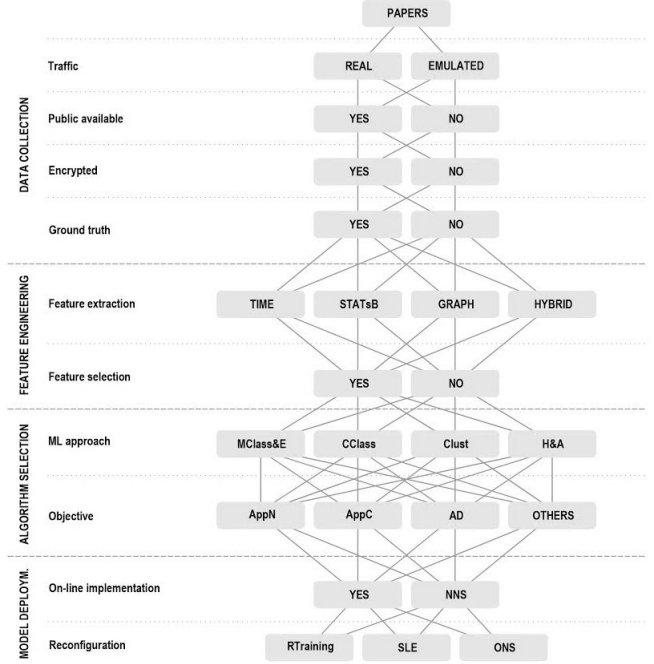 PAPERS
DATA COLLECTION
Traffic REAL EMULATED
Public available YES NO
Encrypted YES NO
Ground truth YES NO
FEATURE ENGINEERING
Feature extraction TIME STATsB GRAPH HYBRID
Feature selection YES NO
ALGORITHM SELECTION
ML approach MClass&E CClass Clust H&A
Objective AppN AppC AD OTHERS
MODEL DEPLOYM.
On-line implementation YES NNS
Reconfiguration RTraining SLE ONS